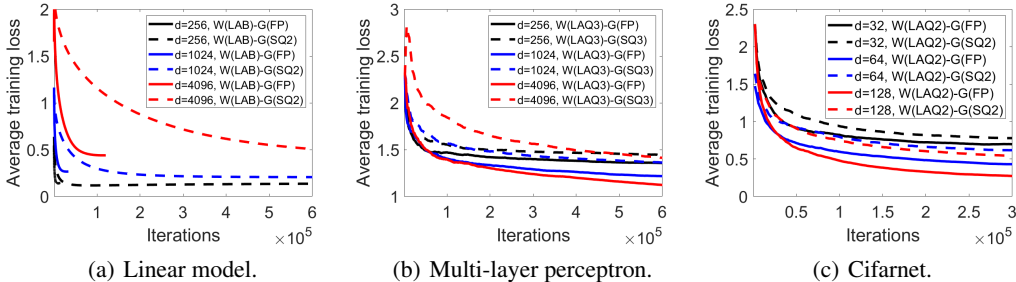 2
1.5
1
0.5
0
Average training loss
d=256, W(LAB)-G(FP)
d=256, W(LAB)-G(SQ2)
d=1024, W(LAB)-G(FP)
d=1024, W(LAB)-G(SQ2)
d=4096, W(LAB)-G(FP)
d=4096, W(LAB)-G(SQ2)
1 2 3 4 5 6
Iterations
×10^5
(a) Linear model.
3
2.5
2
1.5
1
Average training loss
d=256, W(LAQ3)-G(FP)
d=256, W(LAQ3)-G(SQ3)
d=1024, W(LAQ3)-G(FP)
d=1024, W(LAQ3)-G(SQ3)
d=4096, W(LAQ3)-G(FP)
d=4096, W(LAQ3)-G(SQ3)
1 2 3 4 5 6
Iterations
×10^5
(b) Multi-layer perceptron.
2.5
2
1.5
1
0.5
0
Average training loss
d=32, W(LAQ2)-G(FP)
d=32, W(LAQ2)-G(SQ2)
d=64, W(LAQ2)-G(FP)
d=64, W(LAQ2)-G(SQ2)
d=128, W(LAQ2)-G(FP)
d=128, W(LAQ2)-G(SQ2)
0.5 1 1.5 2 2.5 3
Iterations
×10^5
(c) Cifarnet.